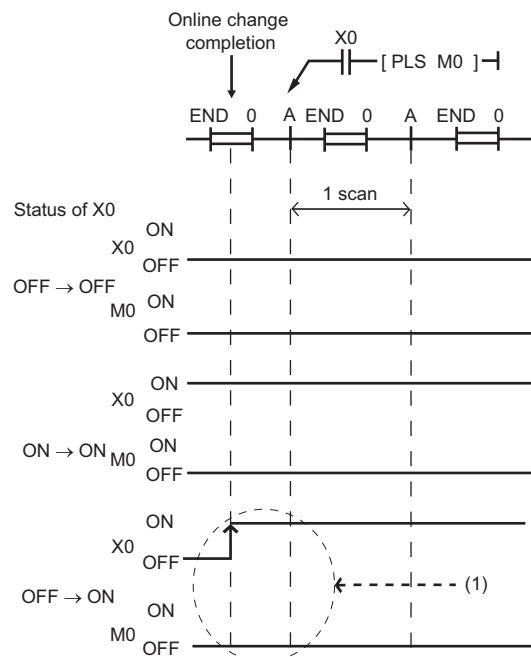 Online change
completion
X0
[ PLS M0 ]
END 0 A END 0 A END 0
1 scan
Status of X0
ON
X0
OFF
OFF → OFF
ON
M0
OFF
ON
X0
OFF
ON → ON
ON
M0
OFF
ON
X0
OFF
(1)
OFF → ON
ON
M0
OFF